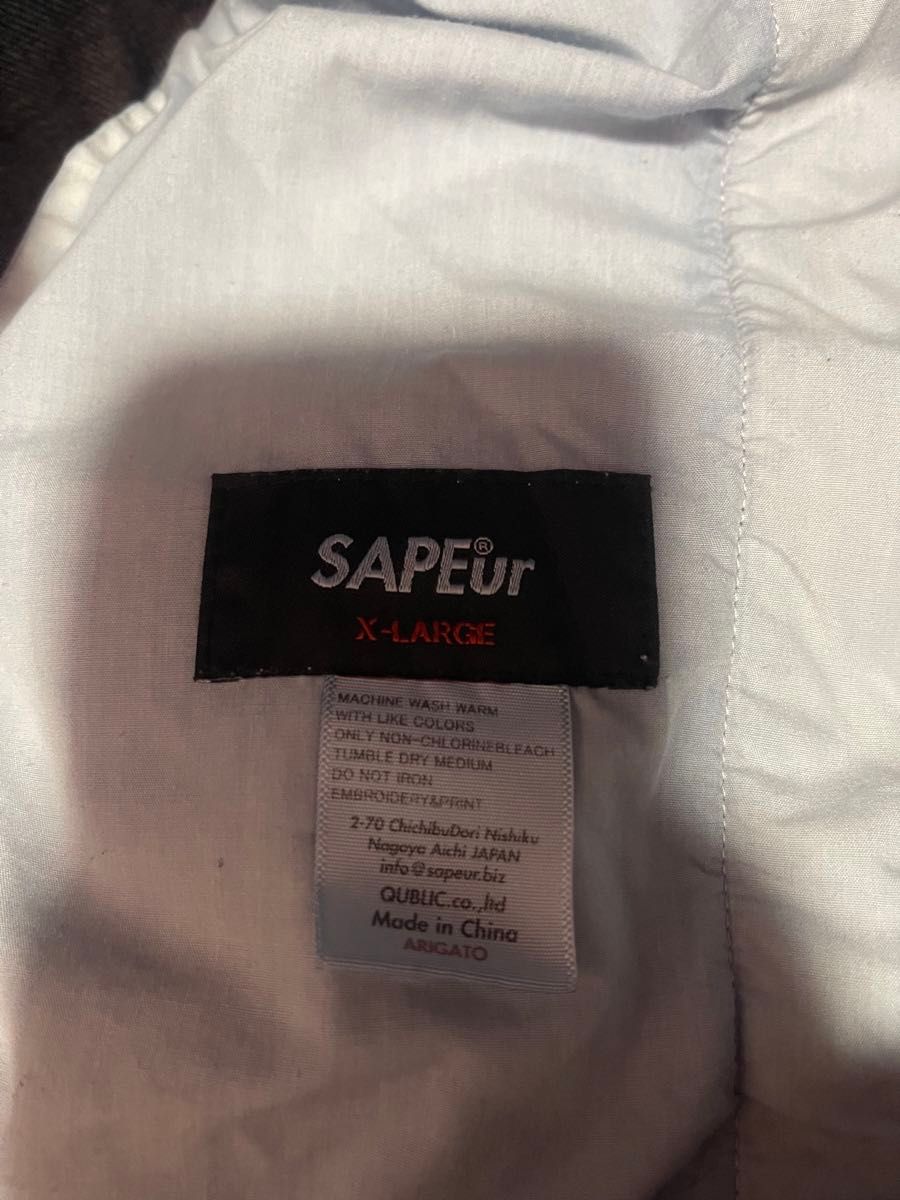 SAPEur®
X-LARGE
MACHINE WASH WARM
WITH LIKE COLORS
ONLY NON-CHLORINEBLEACH
TUMBLE DRY MEDIUM
DO NOT IRON
EMBROIDERY&PRINT
2-70 ChichibuDori Nishiku
Nagoya Aichi JAPAN
info@sapeur.biz
QUBLIC.co.,ltd
Made in China
ARIGATO